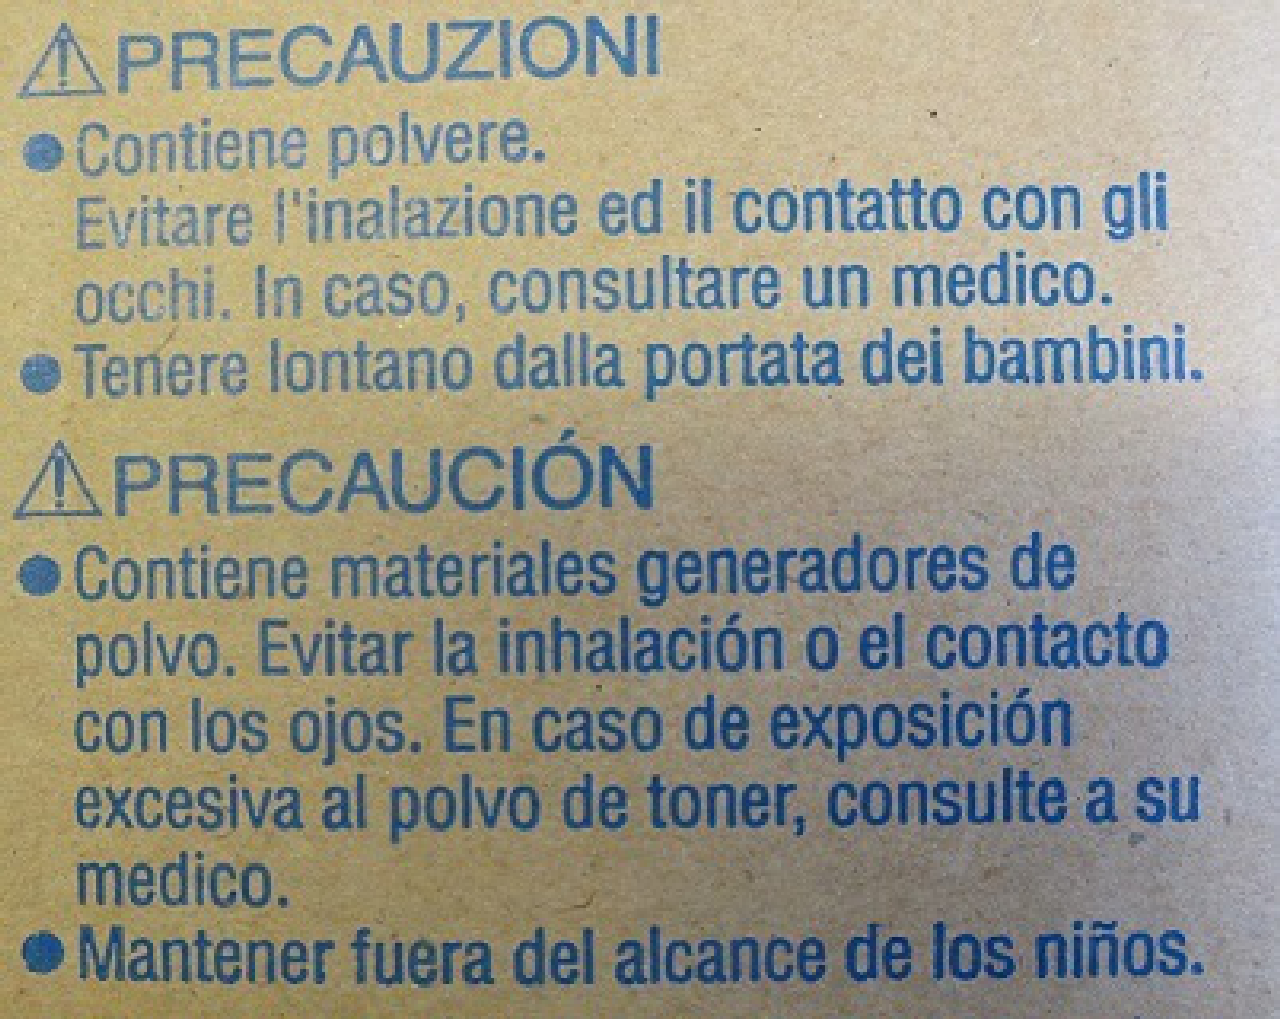 ⚠PRECAUZIONI
●Contiene polvere.
Evitare l'inalazione ed il contatto con gli
occhi. In caso, consultare un medico.
●Tenere lontano dalla portata dei bambini.
⚠PRECAUCIÓN
●Contiene materiales generadores de
polvo. Evitar la inhalación o el contacto
con los ojos. En caso de exposición
excesiva al polvo de toner, consulte a su
medico.
●Mantener fuera del alcance de los niños.